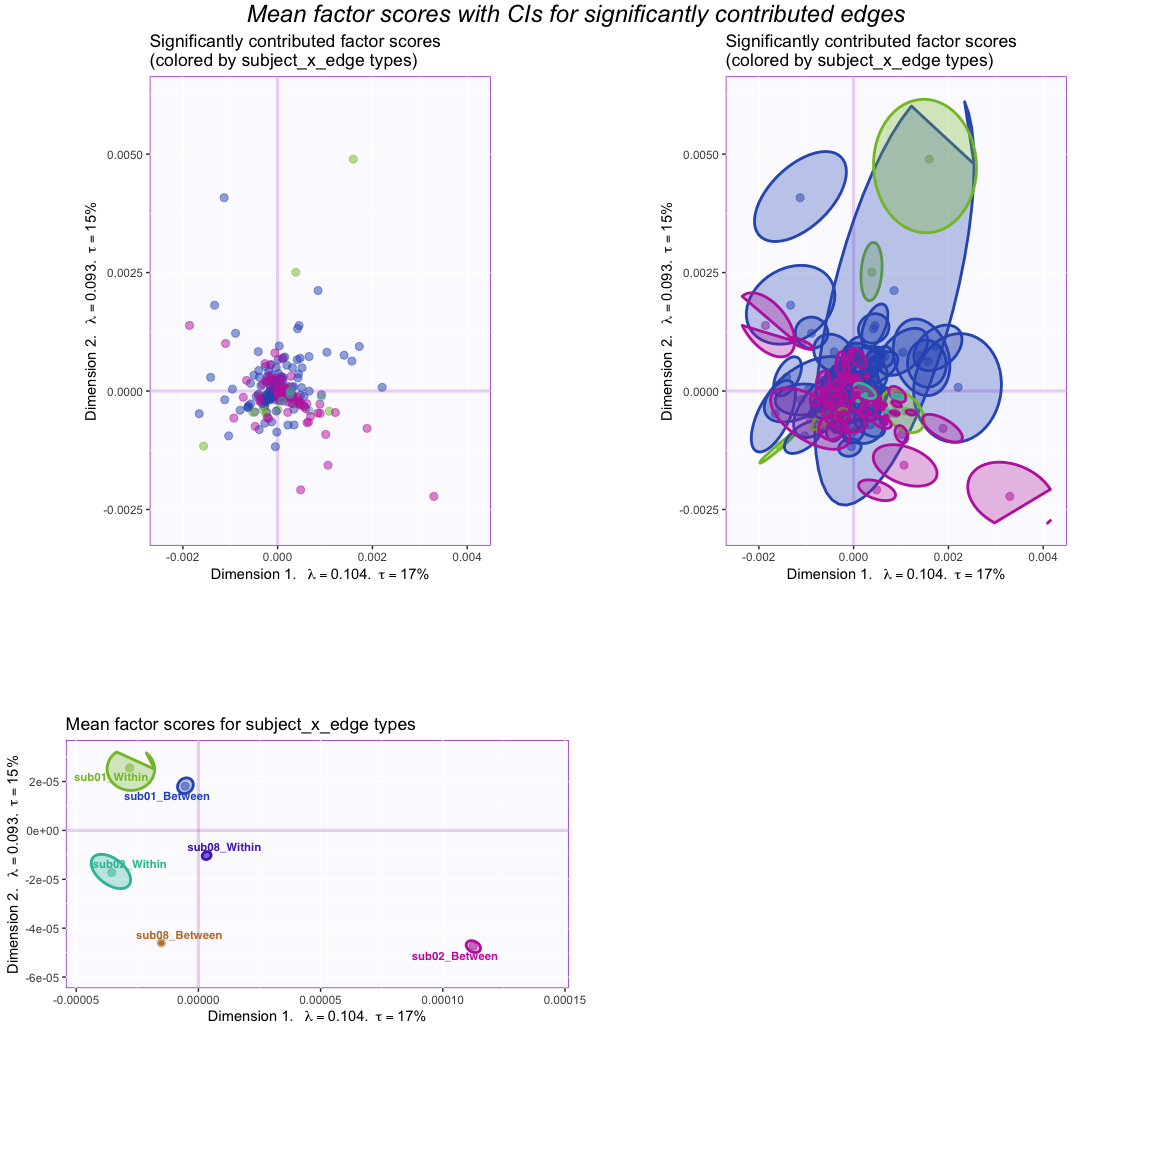 Mean factor scores with CIs for significantly contributed edges
Significantly contributed factor scores
(colored by subject_x_edge types)
0.0050
0.0025
0.0000
-0.0025
-0.002
0.000
0.002
0.004
Dimension 1. λ = 0.104. τ = 17%
Dimension 2. λ = 0.093. τ = 15%
Significantly contributed factor scores
(colored by subject_x_edge types)
0.0050
0.0025
0.0000
-0.0025
-0.002
0.000
0.002
0.004
Dimension 1. λ = 0.104. τ = 17%
Dimension 2. λ = 0.093. τ = 15%
Mean factor scores for subject_x_edge types
2e-05
0e+00
-2e-05
-4e-05
-6e-05
sub01_Within
sub01_Between
sub08_Within
sub02_Within
sub08_Between
sub02_Between
-0.00005
0.00000
0.00005
0.00010
0.00015
Dimension 1. λ = 0.104. τ = 17%
Dimension 2. λ = 0.093. τ = 15%